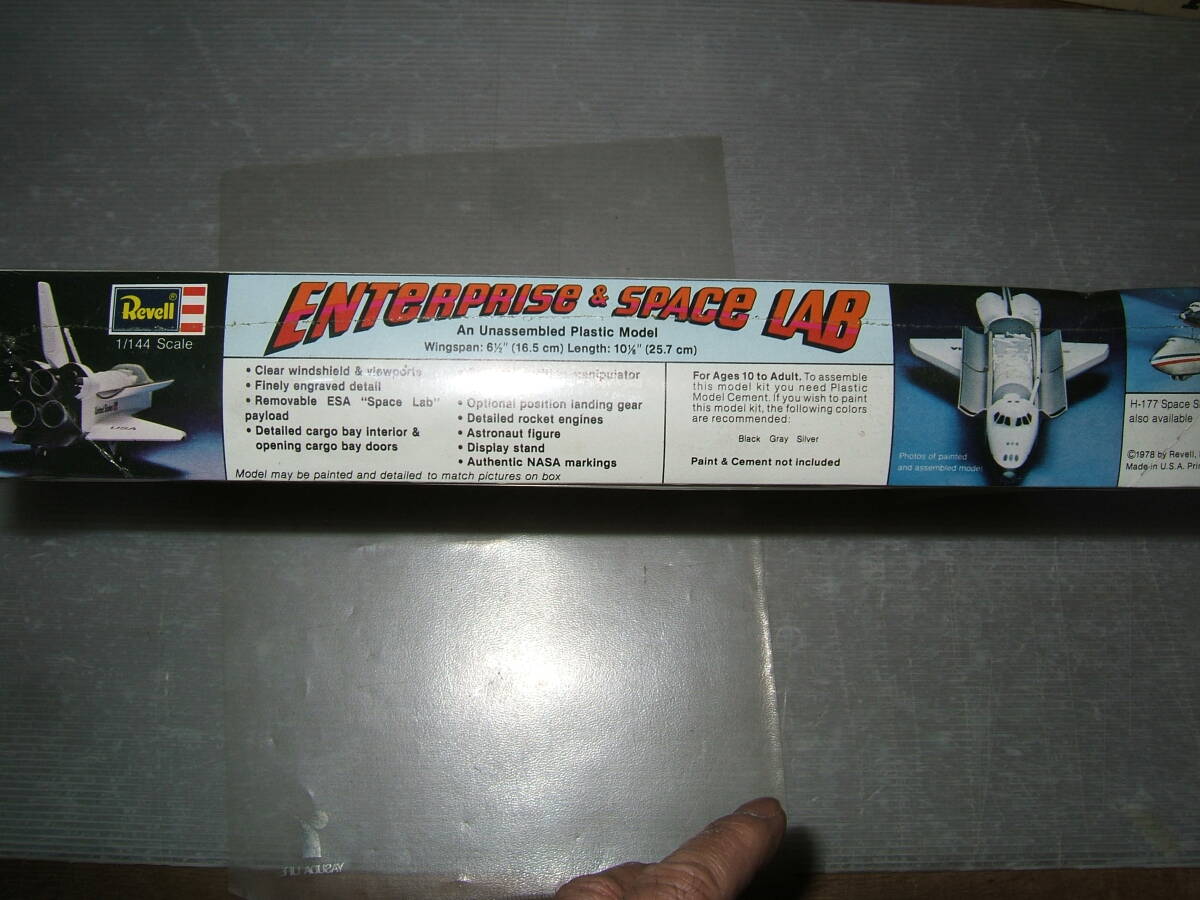 Revell®
1/144 Scale
ENTERPRISE & SPACE LAB
An Unassembled Plastic Model
Wingspan: 6½" (16.5 cm) Length: 10⅛" (25.7 cm)
• Clear windshield & viewports
• Finely engraved detail
• Removable ESA "Space Lab"
payload
• Detailed cargo bay interior &
opening cargo bay doors
manipulator
• Optional position landing gear
• Detailed rocket engines
• Astronaut figure
• Display stand
• Authentic NASA markings
Model may be painted and detailed to match pictures on box
For Ages 10 to Adult. To assemble
this model kit you need Plastic
Model Cement. If you wish to paint
this model kit, the following colors
are recommended:
Black Gray Silver
Paint & Cement not included
USA
Photos of painted
and assembled model
H-177 Space S
also available
©1978 by Revell,
Made in U.S.A. Pri
YASUDA LIFE